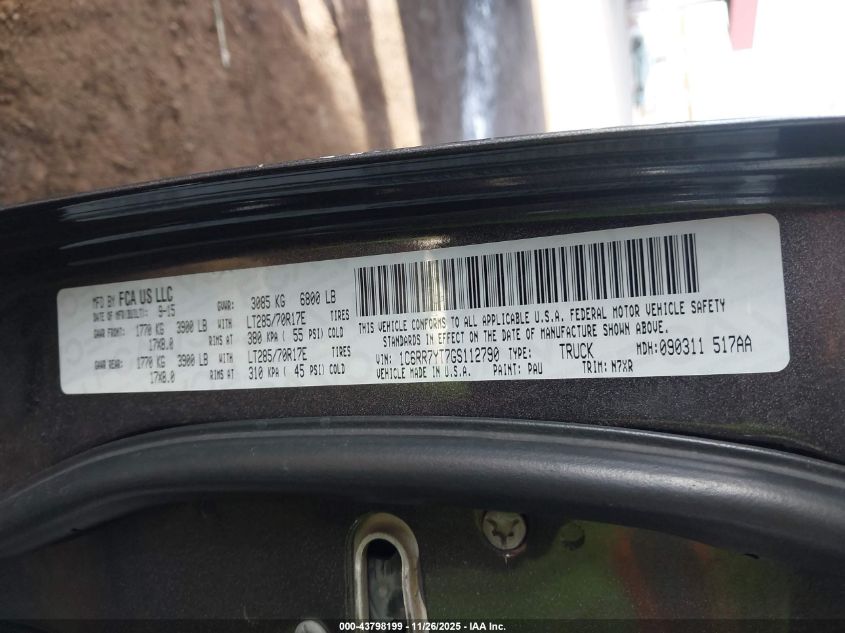 MFD BY FCA US LLC GVWR: 3085 KG 6800 LB
DATE OF MFR(BUILT): 9-15
GAWR FRONT: 1770 KG 3900 LB WITH LT285/70R17E TIRES
17X8.0 RIMS AT 380 KPA ( 55 PSI) COLD
GAWR REAR: 1770 KG 3900 LB WITH LT285/70R17E TIRES
17X8.0 RIMS AT 310 KPA ( 45 PSI) COLD
THIS VEHICLE CONFORMS TO ALL APPLICABLE U.S.A. FEDERAL MOTOR VEHICLE SAFETY
STANDARDS IN EFFECT ON THE DATE OF MANUFACTURE SHOWN ABOVE.
VIN: 1C6RR7YT7GS112790 TYPE: TRUCK MDH: 090311 517AA
VEHICLE MADE IN U.S.A. PAINT: PAU TRIM: N7XR
000-43798199 - 11/26/2025 - IAA Inc.